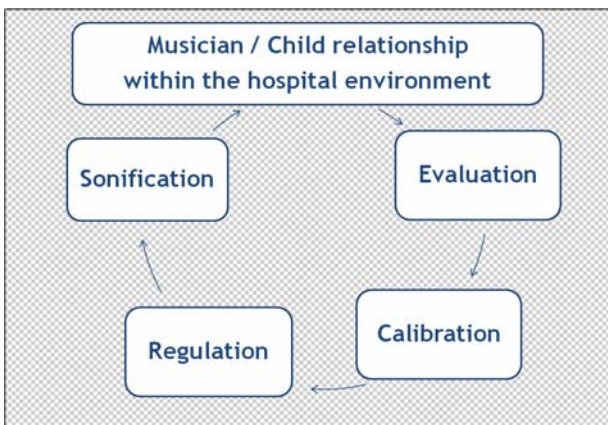 Musician / Child relationship
within the hospital environment
Sonification
Evaluation
Regulation
Calibration